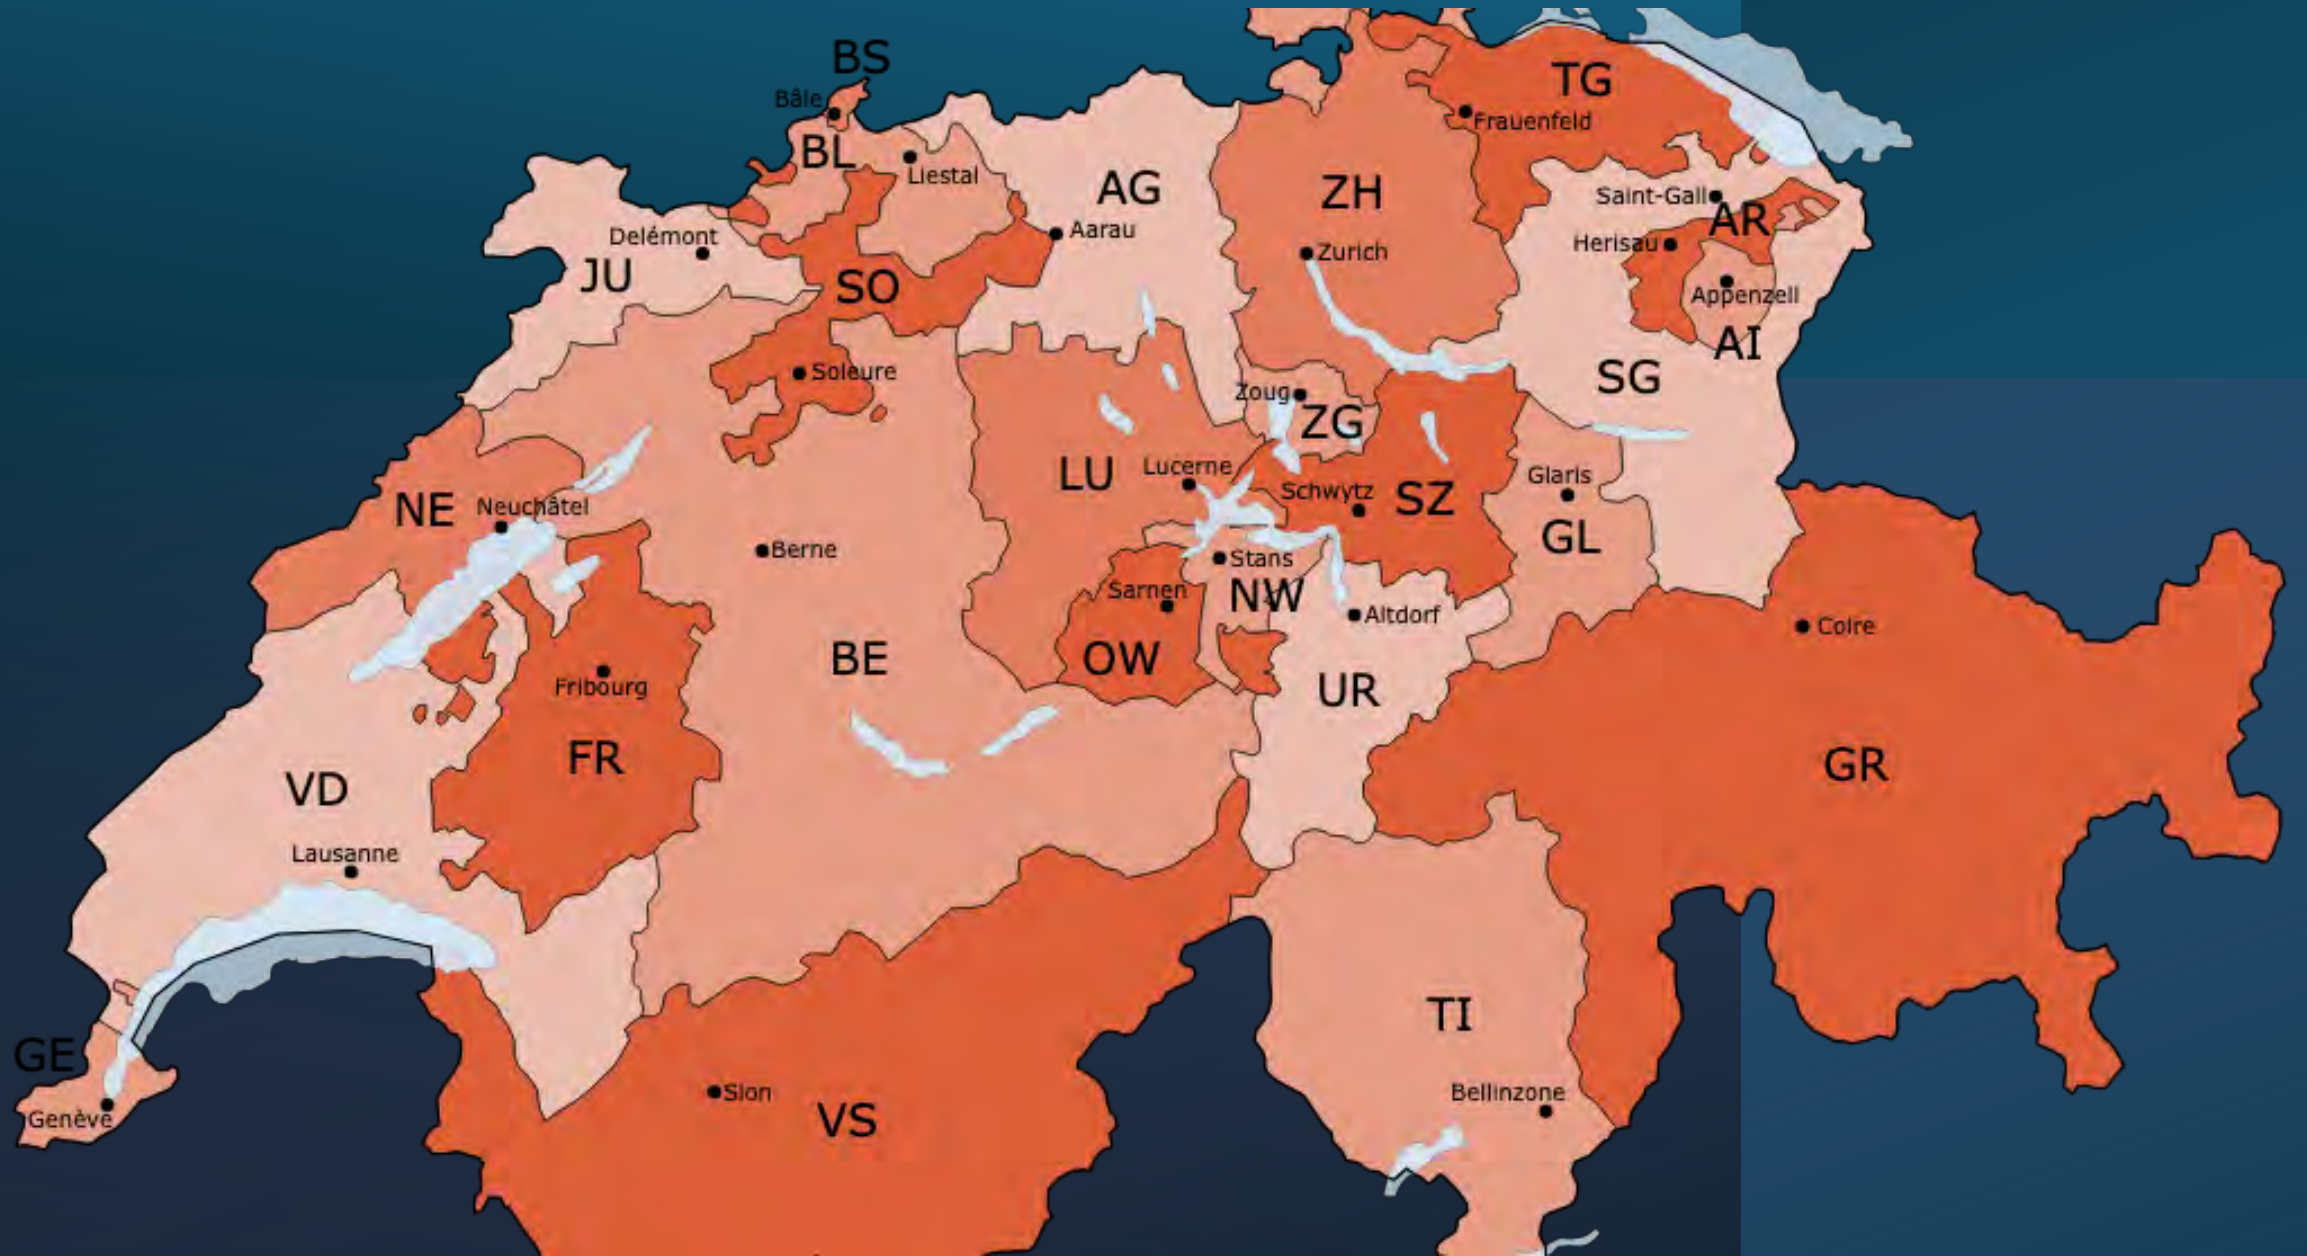 BS
Bâle
TG
Frauenfeld
BL
Liestal
AG
ZH
Saint-Gall
AR
Delémont
Aarau
Herisau
Zurich
JU
SO
Appenzell
AI
SG
Soleure
Zoug
ZG
LU
Lucerne
Glaris
Schwytz
SZ
NE
Neuchâtel
GL
Berne
Stans
Sarnen
NW
Altdorf
Coire
BE
OW
Fribourg
UR
FR
GR
VD
Lausanne
TI
GE
Sion
Bellinzone
Genève
VS